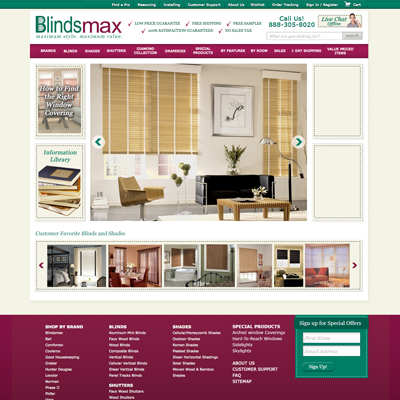 Find a Pro Measuring Installing Customer Support About Us Wishlist Order Tracking Sign In / Register Cart
Blindsmax
maximum style. maximum value.
LOW PRICE GUARANTEE FREE SHIPPING FREE SAMPLES
100% SATISFACTION GUARANTEED NO SALES TAX
Call Us!
888-305-8020
Live Chat
Offline
What are you looking for?
search
BRANDS BLINDS SHADES SHUTTERS DIAMOND COLLECTION DRAPERIES SPECIAL PRODUCTS BY FEATURES BY ROOM SALES 1 DAY SHIPPING VALUE PRICED ITEMS
How to Find
the Right
Window
Covering
Information
Library
Customer Favorite Blinds and Shades
SHOP BY BRAND
Blindsmax
Bali
Comfortex
Coolaroo
Good Housekeeping
Graber
Hunter Douglas
Levolor
Norman
Phase II
Phifer
BLINDS
Aluminum Mini Blinds
Faux Wood Blinds
Wood Blinds
Composite Blinds
Vertical Blinds
Cellular Vertical Blinds
Sheer Vertical Blinds
Panel Tracks Blinds
SHUTTERS
Faux Wood Shutters
Wood Shutters
SHADES
Cellular/Honeycomb Shades
Outdoor Shades
Roman Shades
Pleated Shades
Sheer Horizontal Shadings
Solar Shades
Woven Wood & Bamboo
Shades
SPECIAL PRODUCTS
Arched window Coverings
Hard-To-Reach Windows
Sidelights
Skylights
ABOUT US
CUSTOMER SUPPORT
FAQ
SITEMAP
Sign up for Special Offers
First Name
Email Address
Sign Up!